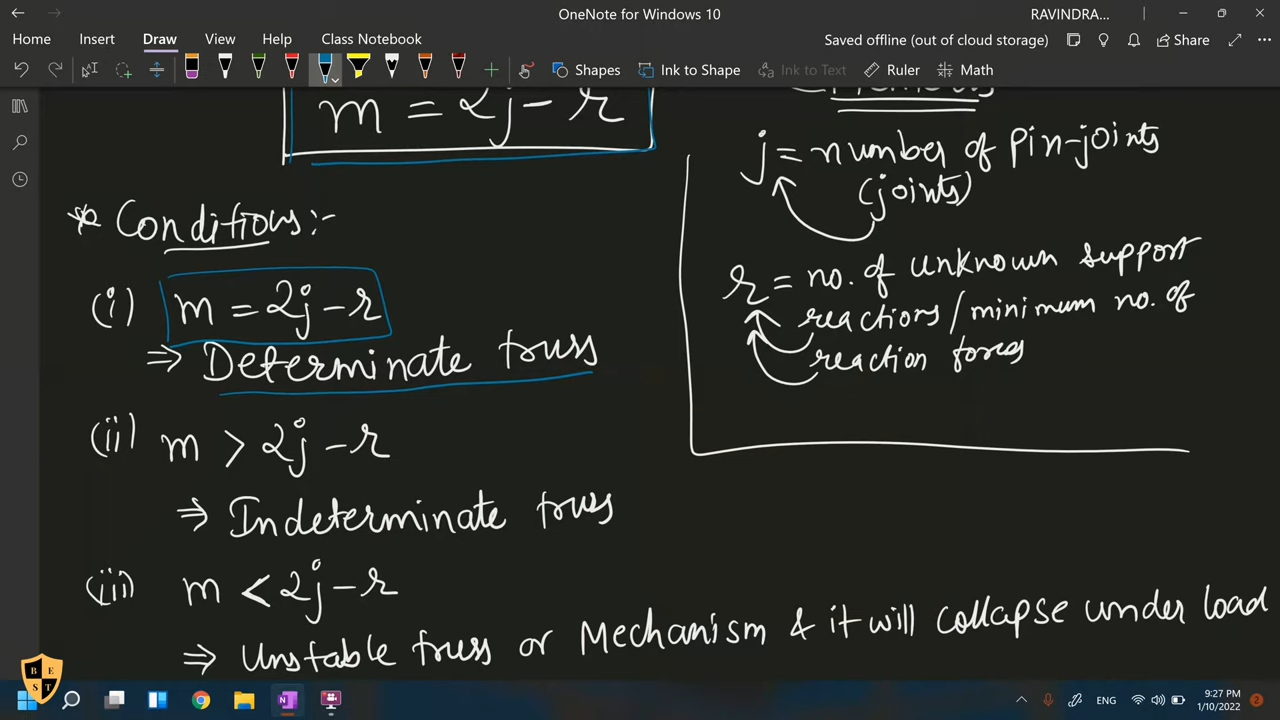 OneNote for Windows 10
RAVINDRA...
Home Insert Draw View Help Class Notebook
Saved offline (out of cloud storage)
Share
Shapes Ink to Shape Ink to Text Ruler Math
m = 2j - r
* Conditions:-
(i) m = 2j - r
⇒ Determinate truss
(ii) m > 2j - r
⇒ Indeterminate truss
(iii) m < 2j - r
⇒ Unstable truss or Mechanism & it will collapse under load
j = number of pin-joints
(joints)
r = no. of unknown support
reactions/minimum no. of
reaction forces
BEST
ENG
9:27 PM
1/10/2022
2